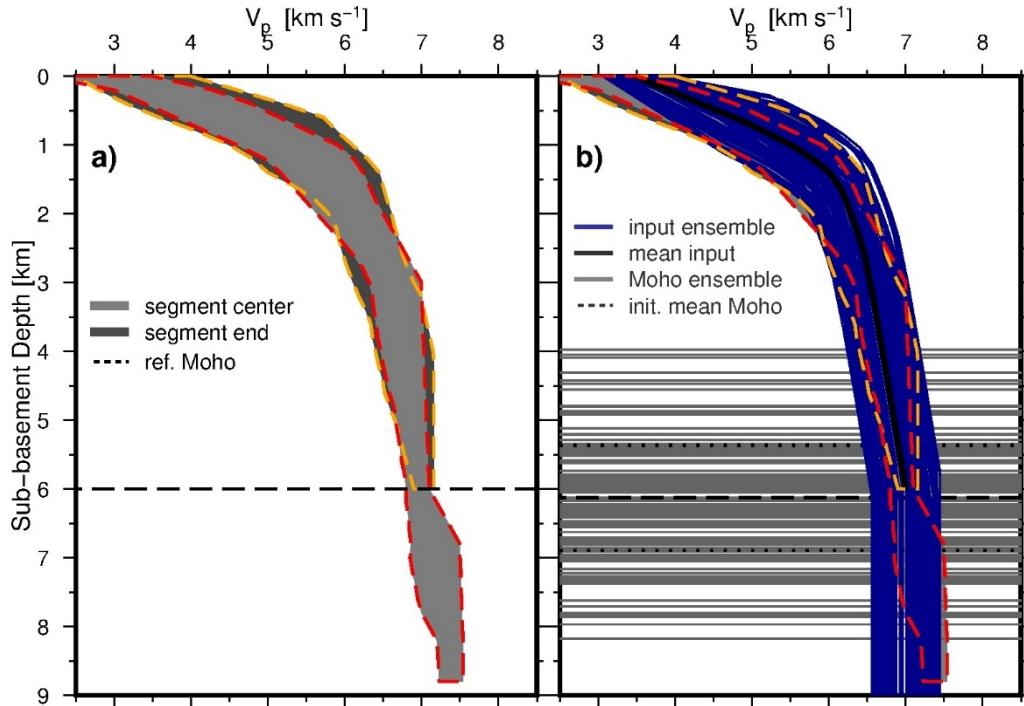 Vp [km s⁻¹]
Vp [km s⁻¹]
3 4 5 6 7 8
3 4 5 6 7 8
Sub-basement Depth [km]
0
1
2
3
4
5
6
7
8
9
a)
segment center
segment end
ref. Moho
b)
input ensemble
mean input
Moho ensemble
init. mean Moho